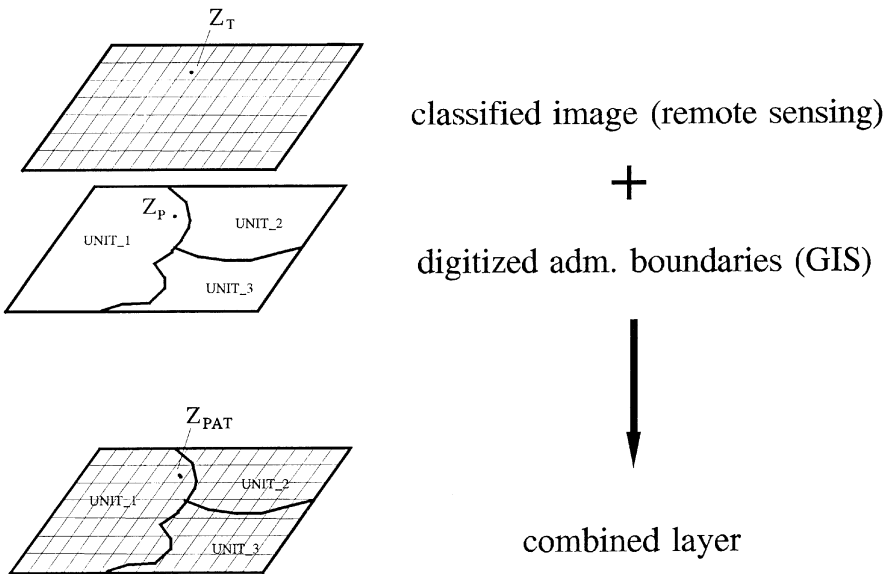 Z_T
classified image (remote sensing)
+
Z_P
UNIT_1
UNIT_2
UNIT_3
digitized adm. boundaries (GIS)
Z_PAT
UNIT_1
UNIT_2
UNIT_3
combined layer